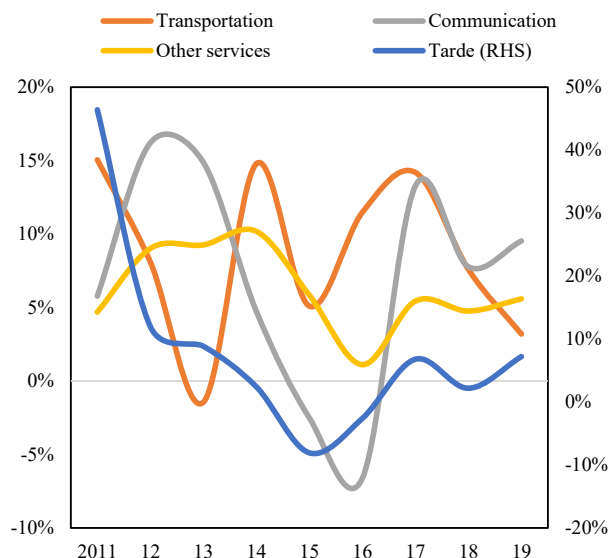 Transportation Communication
Other services Tarde (RHS)
20% 50%
15% 40%
10% 30%
5% 20%
0% 10%
-5% 0%
-10% -10%
-20%
2011 12 13 14 15 16 17 18 19